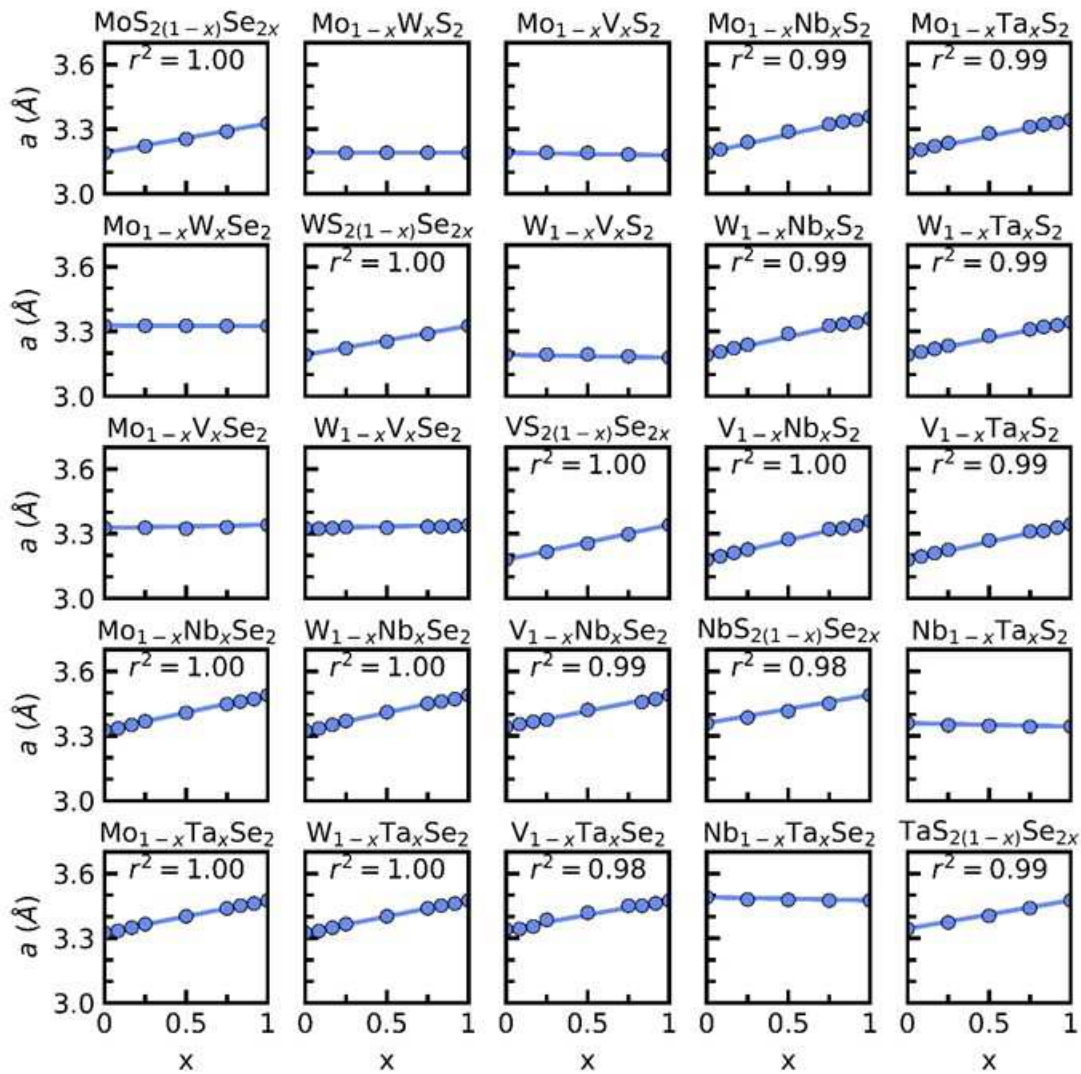 MoS₂₍₁₋ₓ₎Se₂ₓ Mo₁₋ₓWₓS₂ Mo₁₋ₓVₓS₂ Mo₁₋ₓNbₓS₂ Mo₁₋ₓTaₓS₂
r² = 1.00 r² = 0.99 r² = 0.99
a (Å)
3.6
3.3
3.0
Mo₁₋ₓWₓSe₂ WS₂₍₁₋ₓ₎Se₂ₓ W₁₋ₓVₓS₂ W₁₋ₓNbₓS₂ W₁₋ₓTaₓS₂
r² = 1.00 r² = 0.99 r² = 0.99
a (Å)
3.6
3.3
3.0
Mo₁₋ₓVₓSe₂ W₁₋ₓVₓSe₂ VS₂₍₁₋ₓ₎Se₂ₓ V₁₋ₓNbₓS₂ V₁₋ₓTaₓS₂
r² = 1.00 r² = 1.00 r² = 0.99
a (Å)
3.6
3.3
3.0
Mo₁₋ₓNbₓSe₂ W₁₋ₓNbₓSe₂ V₁₋ₓNbₓSe₂ NbS₂₍₁₋ₓ₎Se₂ₓ Nb₁₋ₓTaₓS₂
r² = 1.00 r² = 1.00 r² = 0.99 r² = 0.98
a (Å)
3.6
3.3
3.0
Mo₁₋ₓTaₓSe₂ W₁₋ₓTaₓSe₂ V₁₋ₓTaₓSe₂ Nb₁₋ₓTaₓSe₂ TaS₂₍₁₋ₓ₎Se₂ₓ
r² = 1.00 r² = 1.00 r² = 0.98 r² = 0.99
a (Å)
3.6
3.3
3.0
0 0.5 1 0 0.5 1 0 0.5 1 0 0.5 1 0 0.5 1
x x x x x